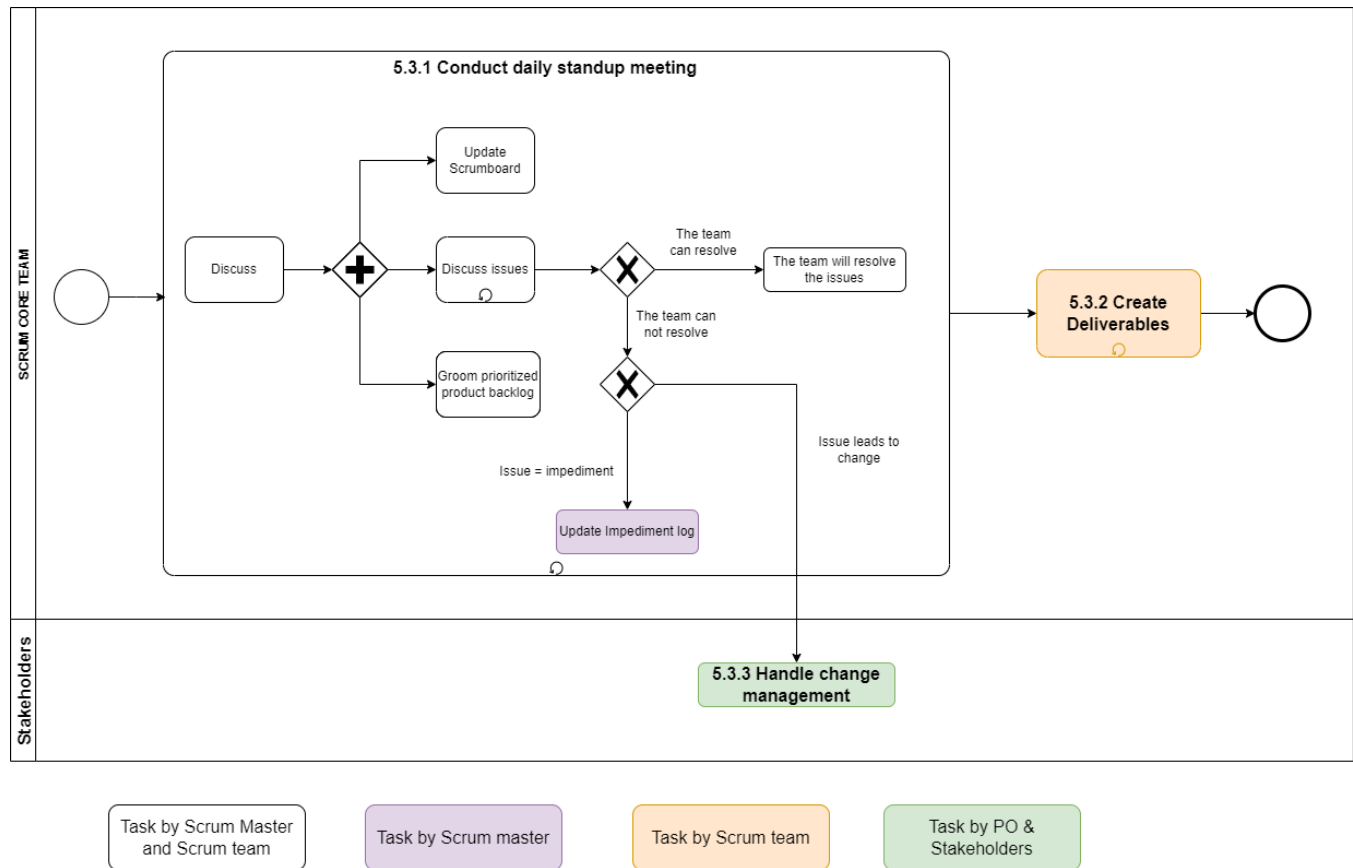 5.3.1 Conduct daily standup meeting
Update
Scrumboard
SCRUM CORE TEAM
Discuss
Discuss issues
The team
can resolve
The team will resolve
the issues
The team can
not resolve
5.3.2 Create
Deliverables
Groom prioritized
product backlog
Issue = impediment
Issue leads to
change
Update Impediment log
Stakeholders
5.3.3 Handle change
management
Task by Scrum Master
and Scrum team
Task by Scrum master
Task by Scrum team
Task by PO &
Stakeholders